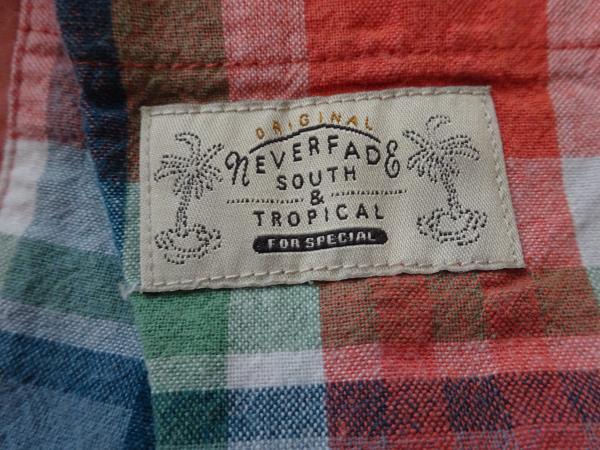 ORIGINAL
NEVERFADE
SOUTH
&
TROPICAL
FOR SPECIAL